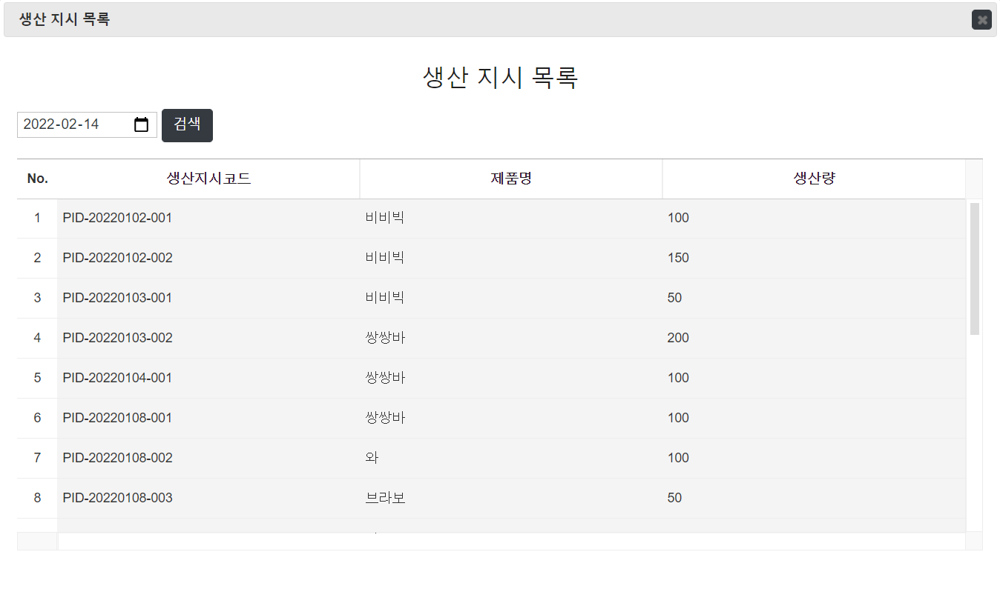 생산 지시 목록
생산 지시 목록
2022-02-14 검색
No. 생산지시코드 제품명 생산량
1 PID-20220102-001 비비빅 100
2 PID-20220102-002 비비빅 150
3 PID-20220103-001 비비빅 50
4 PID-20220103-002 쌍쌍바 200
5 PID-20220104-001 쌍쌍바 100
6 PID-20220108-001 쌍쌍바 100
7 PID-20220108-002 와 100
8 PID-20220108-003 브라보 50